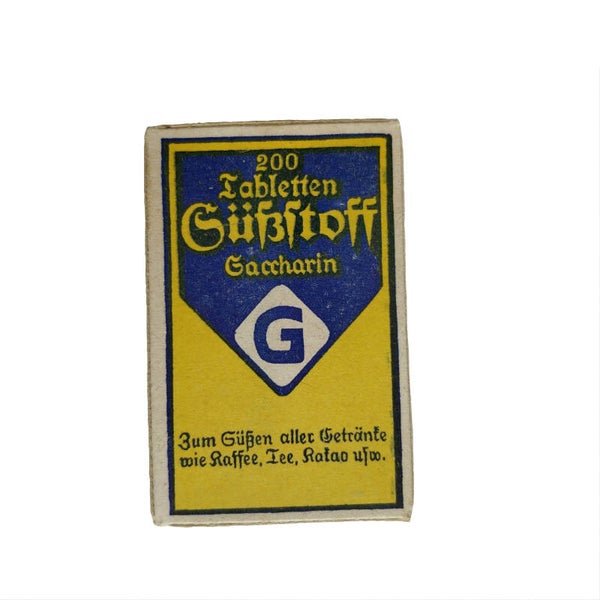 200
Tabletten
Süßstoff
Saccharin
G
Zum Süßen aller Getränke
wie Kaffee, Tee, Kakao usw.